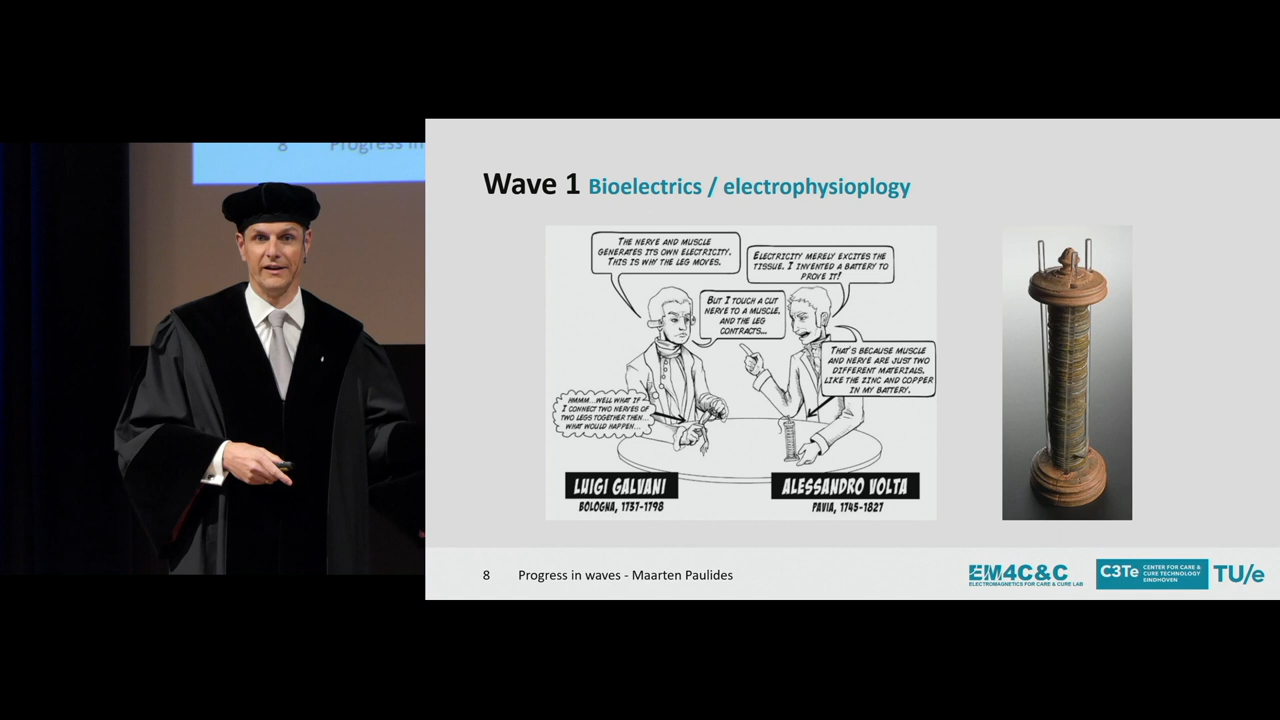 8 Progress in
Wave 1 Bioelectrics / electrophysioplogy
THE NERVE AND MUSCLE
GENERATES ITS OWN ELECTRICITY.
THIS IS WHY THE LEG MOVES.
ELECTRICITY MERELY EXCITES THE
TISSUE. I INVENTED A BATTERY TO
PROVE IT!
BUT I TOUCH A CUT
NERVE TO A MUSCLE,
AND THE LEG
CONTRACTS...
THAT'S BECAUSE MUSCLE
AND NERVE ARE JUST TWO
DIFFERENT MATERIALS,
LIKE THE ZINC AND COPPER
IN MY BATTERY.
HMMM...WELL WHAT IF
I CONNECT TWO NERVES OF
TWO LEGS TOGETHER THEN...
WHAT WOULD HAPPEN...
LUIGI GALVANI
BOLOGNA, 1737-1798
ALESSANDRO VOLTA
PAVIA, 1745-1827
8 Progress in waves - Maarten Paulides
EM4C&C
ELECTROMAGNETICS FOR CARE & CURE LAB
C3Te
CENTER FOR CARE &
CURE TECHNOLOGY
EINDHOVEN
TU/e